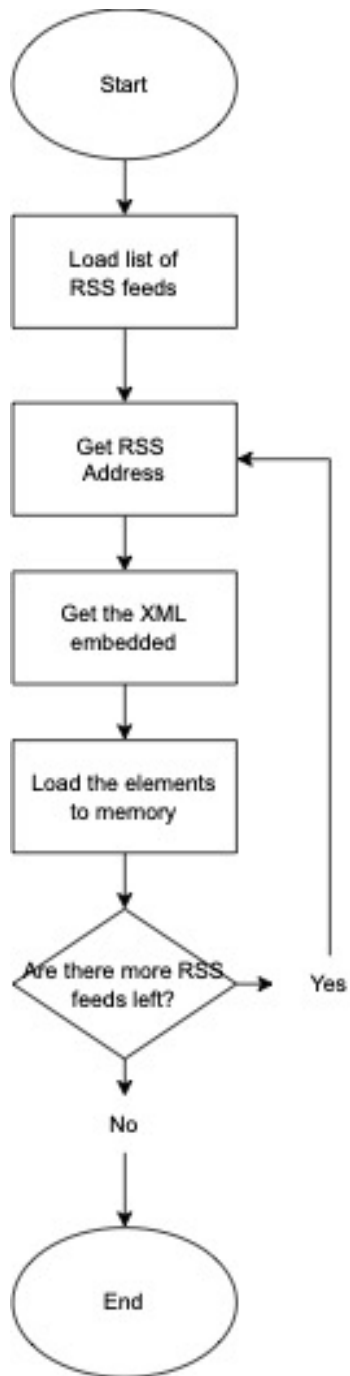 Start
Load list of
RSS feeds
Get RSS
Address
Get the XML
embedded
Load the elements
to memory
Are there more RSS
feeds left?
Yes
No
End